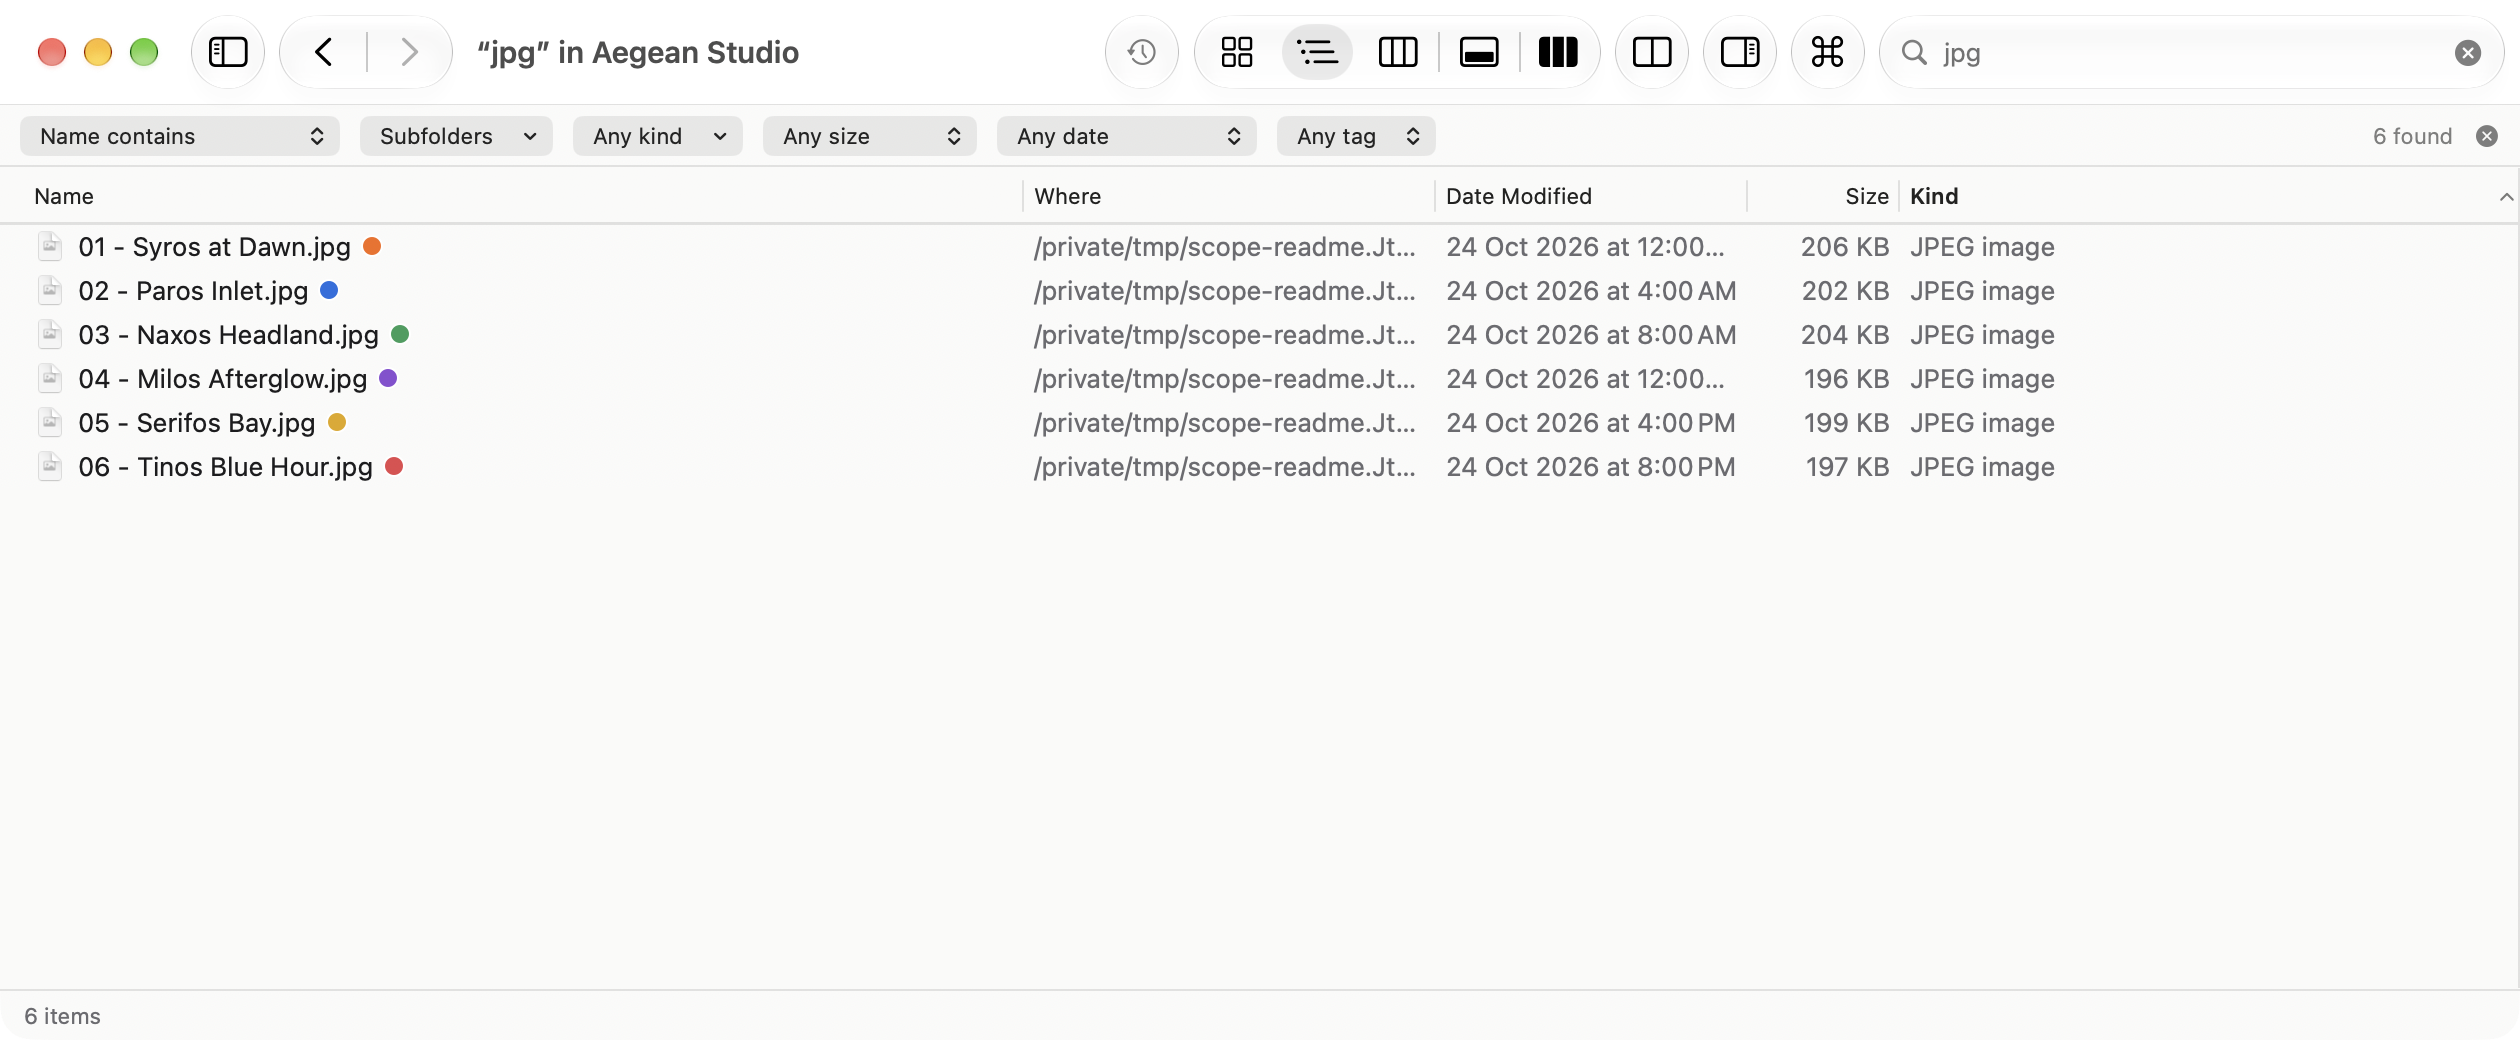 “jpg” in Aegean Studio
jpg
Name contains Subfolders Any kind Any size Any date Any tag 6 found
Name Where Date Modified Size Kind
01 - Syros at Dawn.jpg /private/tmp/scope-readme.Jt... 24 Oct 2026 at 12:00... 206 KB JPEG image
02 - Paros Inlet.jpg /private/tmp/scope-readme.Jt... 24 Oct 2026 at 4:00 AM 202 KB JPEG image
03 - Naxos Headland.jpg /private/tmp/scope-readme.Jt... 24 Oct 2026 at 8:00 AM 204 KB JPEG image
04 - Milos Afterglow.jpg /private/tmp/scope-readme.Jt... 24 Oct 2026 at 12:00... 196 KB JPEG image
05 - Serifos Bay.jpg /private/tmp/scope-readme.Jt... 24 Oct 2026 at 4:00 PM 199 KB JPEG image
06 - Tinos Blue Hour.jpg /private/tmp/scope-readme.Jt... 24 Oct 2026 at 8:00 PM 197 KB JPEG image
6 items